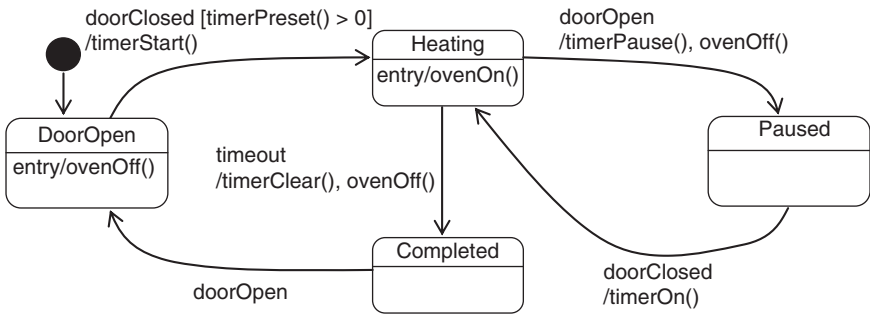 doorClosed [timerPreset() > 0]
/timerStart()
DoorOpen
entry/ovenOff()
Heating
entry/ovenOn()
doorOpen
/timerPause(), ovenOff()
Paused
timeout
/timerClear(), ovenOff()
Completed
doorOpen
doorClosed
/timerOn()